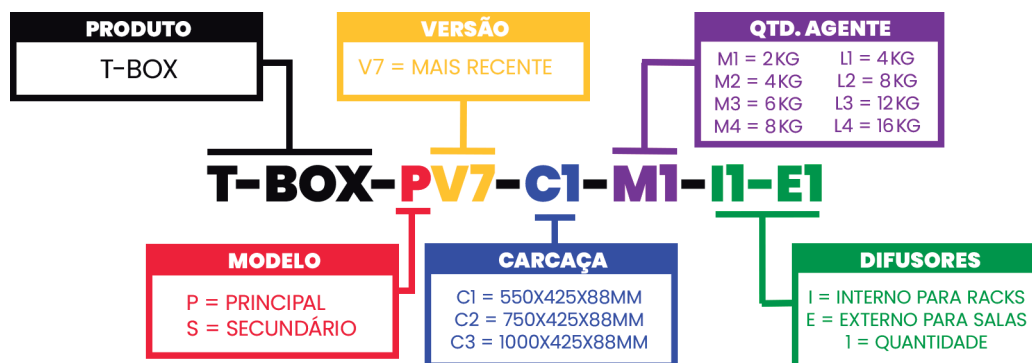 PRODUTO
T-BOX
VERSÃO
V7 = MAIS RECENTE
QTD. AGENTE
M1 = 2KG L1 = 4KG
M2 = 4KG L2 = 8KG
M3 = 6KG L3 = 12KG
M4 = 8KG L4 = 16KG
T-BOX-PV7-C1-M1-I1-E1
MODELO
P = PRINCIPAL
S = SECUNDÁRIO
CARCAÇA
C1 = 550X425X88MM
C2 = 750X425X88MM
C3 = 1000X425X88MM
DIFUSORES
I = INTERNO PARA RACKS
E = EXTERNO PARA SALAS
1 = QUANTIDADE